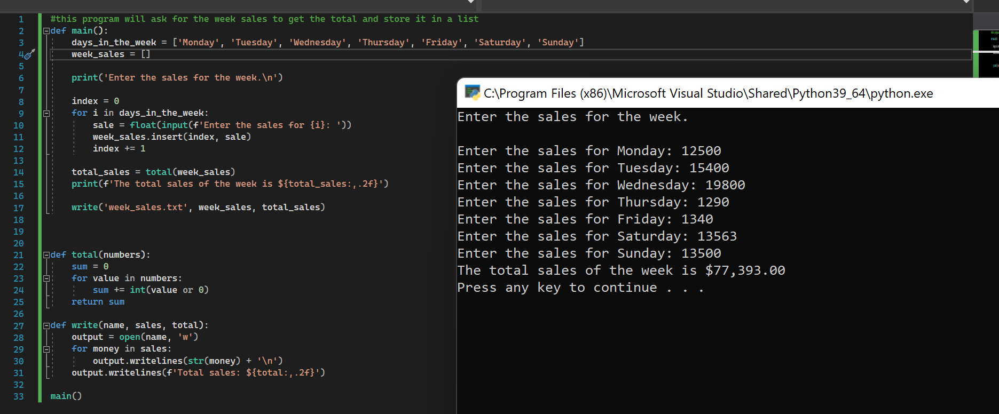 1 #this program will ask for the week sales to get the total and store it in a list
2 def main():
3 days_in_the_week = ['Monday', 'Tuesday', 'Wednesday', 'Thursday', 'Friday', 'Saturday', 'Sunday']
4 week_sales = []
5
6 print('Enter the sales for the week.\n')
7
8 index = 0
9 for i in days_in_the_week:
10 sale = float(input(f'Enter the sales for {i}: '))
11 week_sales.insert(index, sale)
12 index += 1
13
14 total_sales = total(week_sales)
15 print(f'The total sales of the week is ${total_sales:,.2f}')
16
17 write('week_sales.txt', week_sales, total_sales)
18
19
20
21 def total(numbers):
22 sum = 0
23 for value in numbers:
24 sum += int(value or 0)
25 return sum
26
27 def write(name, sales, total):
28 output = open(name, 'w')
29 for money in sales:
30 output.writelines(str(money) + '\n')
31 output.writelines(f'Total sales: ${total:,.2f}')
32
33 main()
C:\Program Files (x86)\Microsoft Visual Studio\Shared\Python39_64\python.exe
Enter the sales for the week.
Enter the sales for Monday: 12500
Enter the sales for Tuesday: 15400
Enter the sales for Wednesday: 19800
Enter the sales for Thursday: 1290
Enter the sales for Friday: 1340
Enter the sales for Saturday: 13563
Enter the sales for Sunday: 13500
The total sales of the week is $77,393.00
Press any key to continue . . .